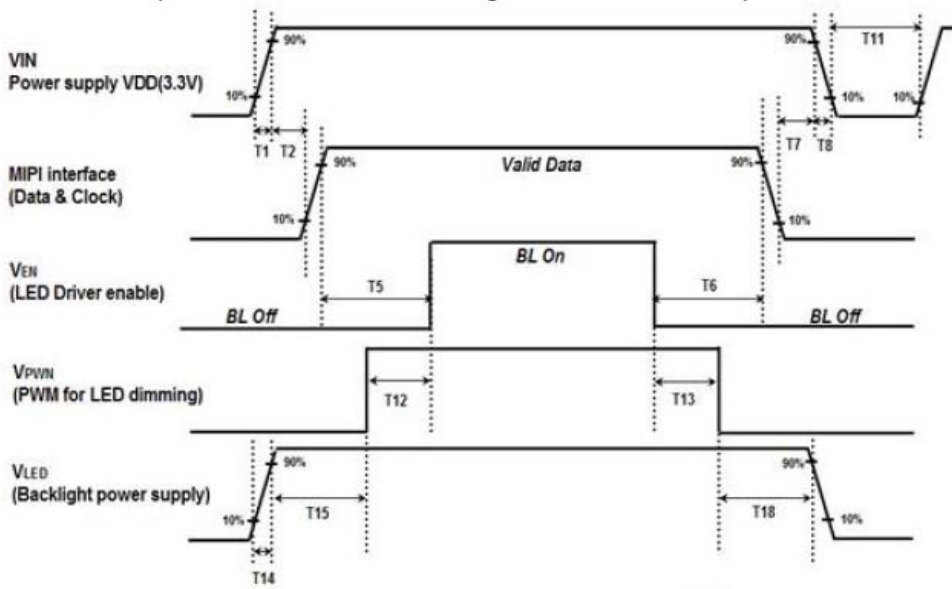 VIN
Power supply VDD(3.3V)
90%
90%
T11
10%
10%
10%
T1
T2
T7
T8
MIPI interface
(Data & Clock)
90%
Valid Data
90%
10%
10%
VEN
(LED Driver enable)
BL On
T5
T6
BL Off
BL Off
VPWN
(PWM for LED dimming)
T12
T13
VLED
(Backlight power supply)
90%
90%
10%
T15
T18
10%
T14